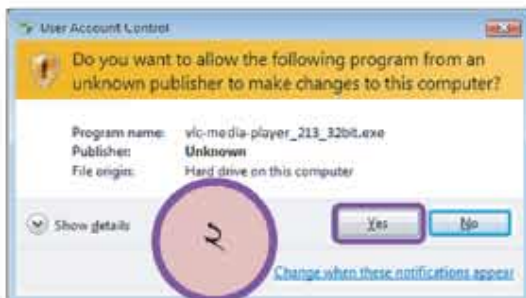 User Account Control
Do you want to allow the following program from an
unknown publisher to make changes to this computer?
Program name: vlc-media-player_213_32bit.exe
Publisher: Unknown
File origin: Hard drive on this computer
Show details
२
Yes
No
Change when these notifications appear